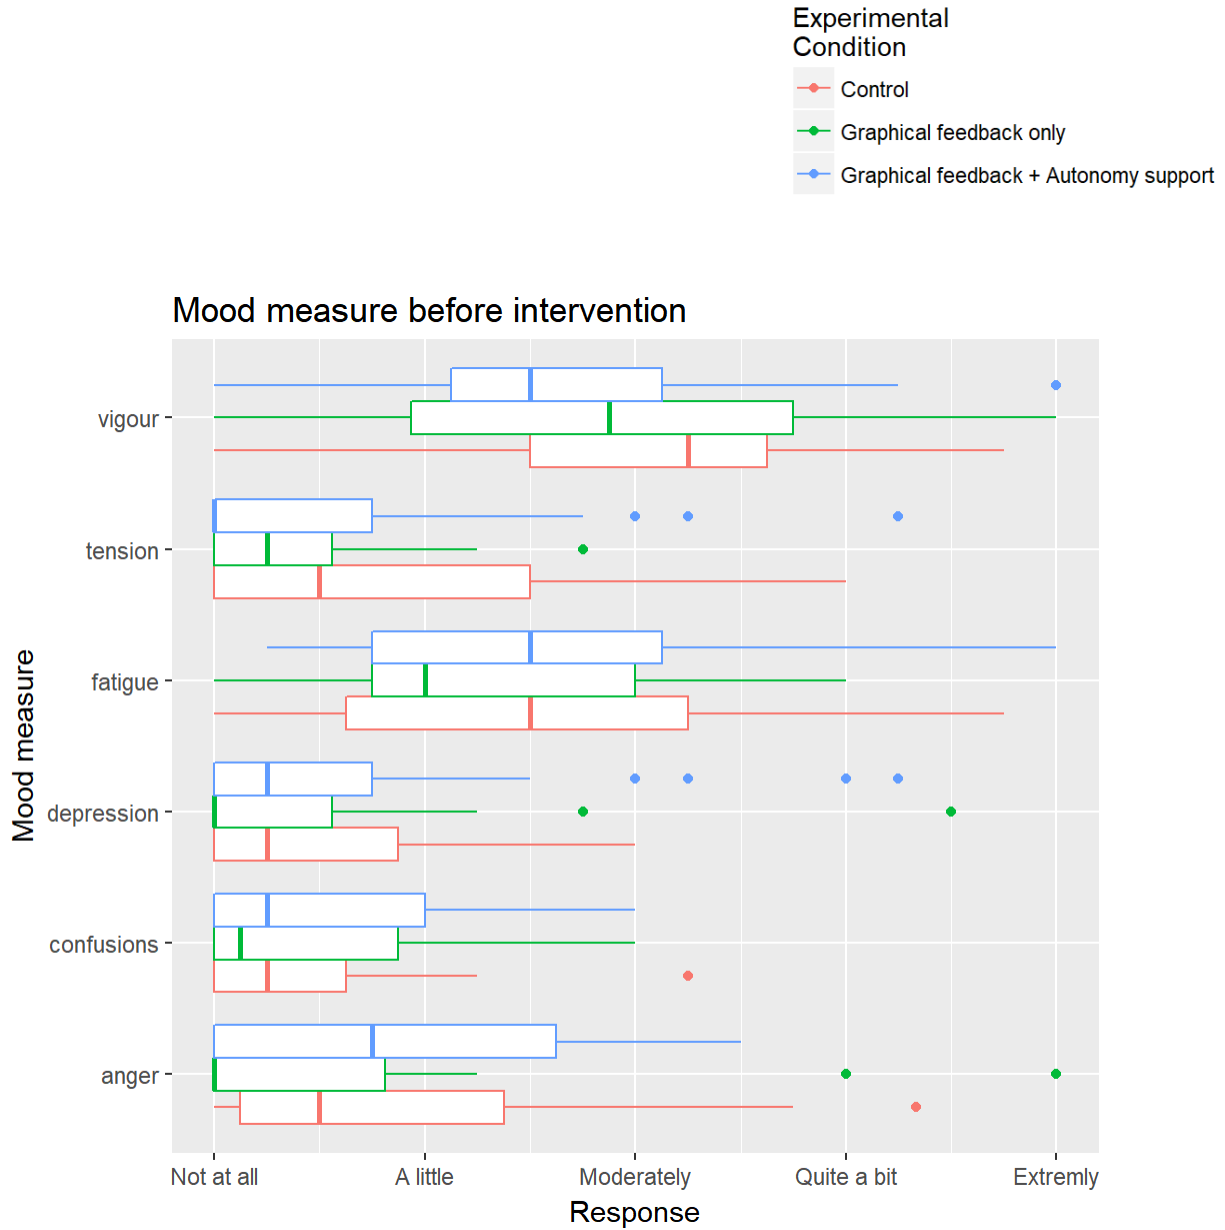 Experimental
Condition
Control
Graphical feedback only
Graphical feedback + Autonomy support
Mood measure before intervention
Mood measure
vigour
tension
fatigue
depression
confusions
anger
Not at all
A little
Moderately
Quite a bit
Extremly
Response